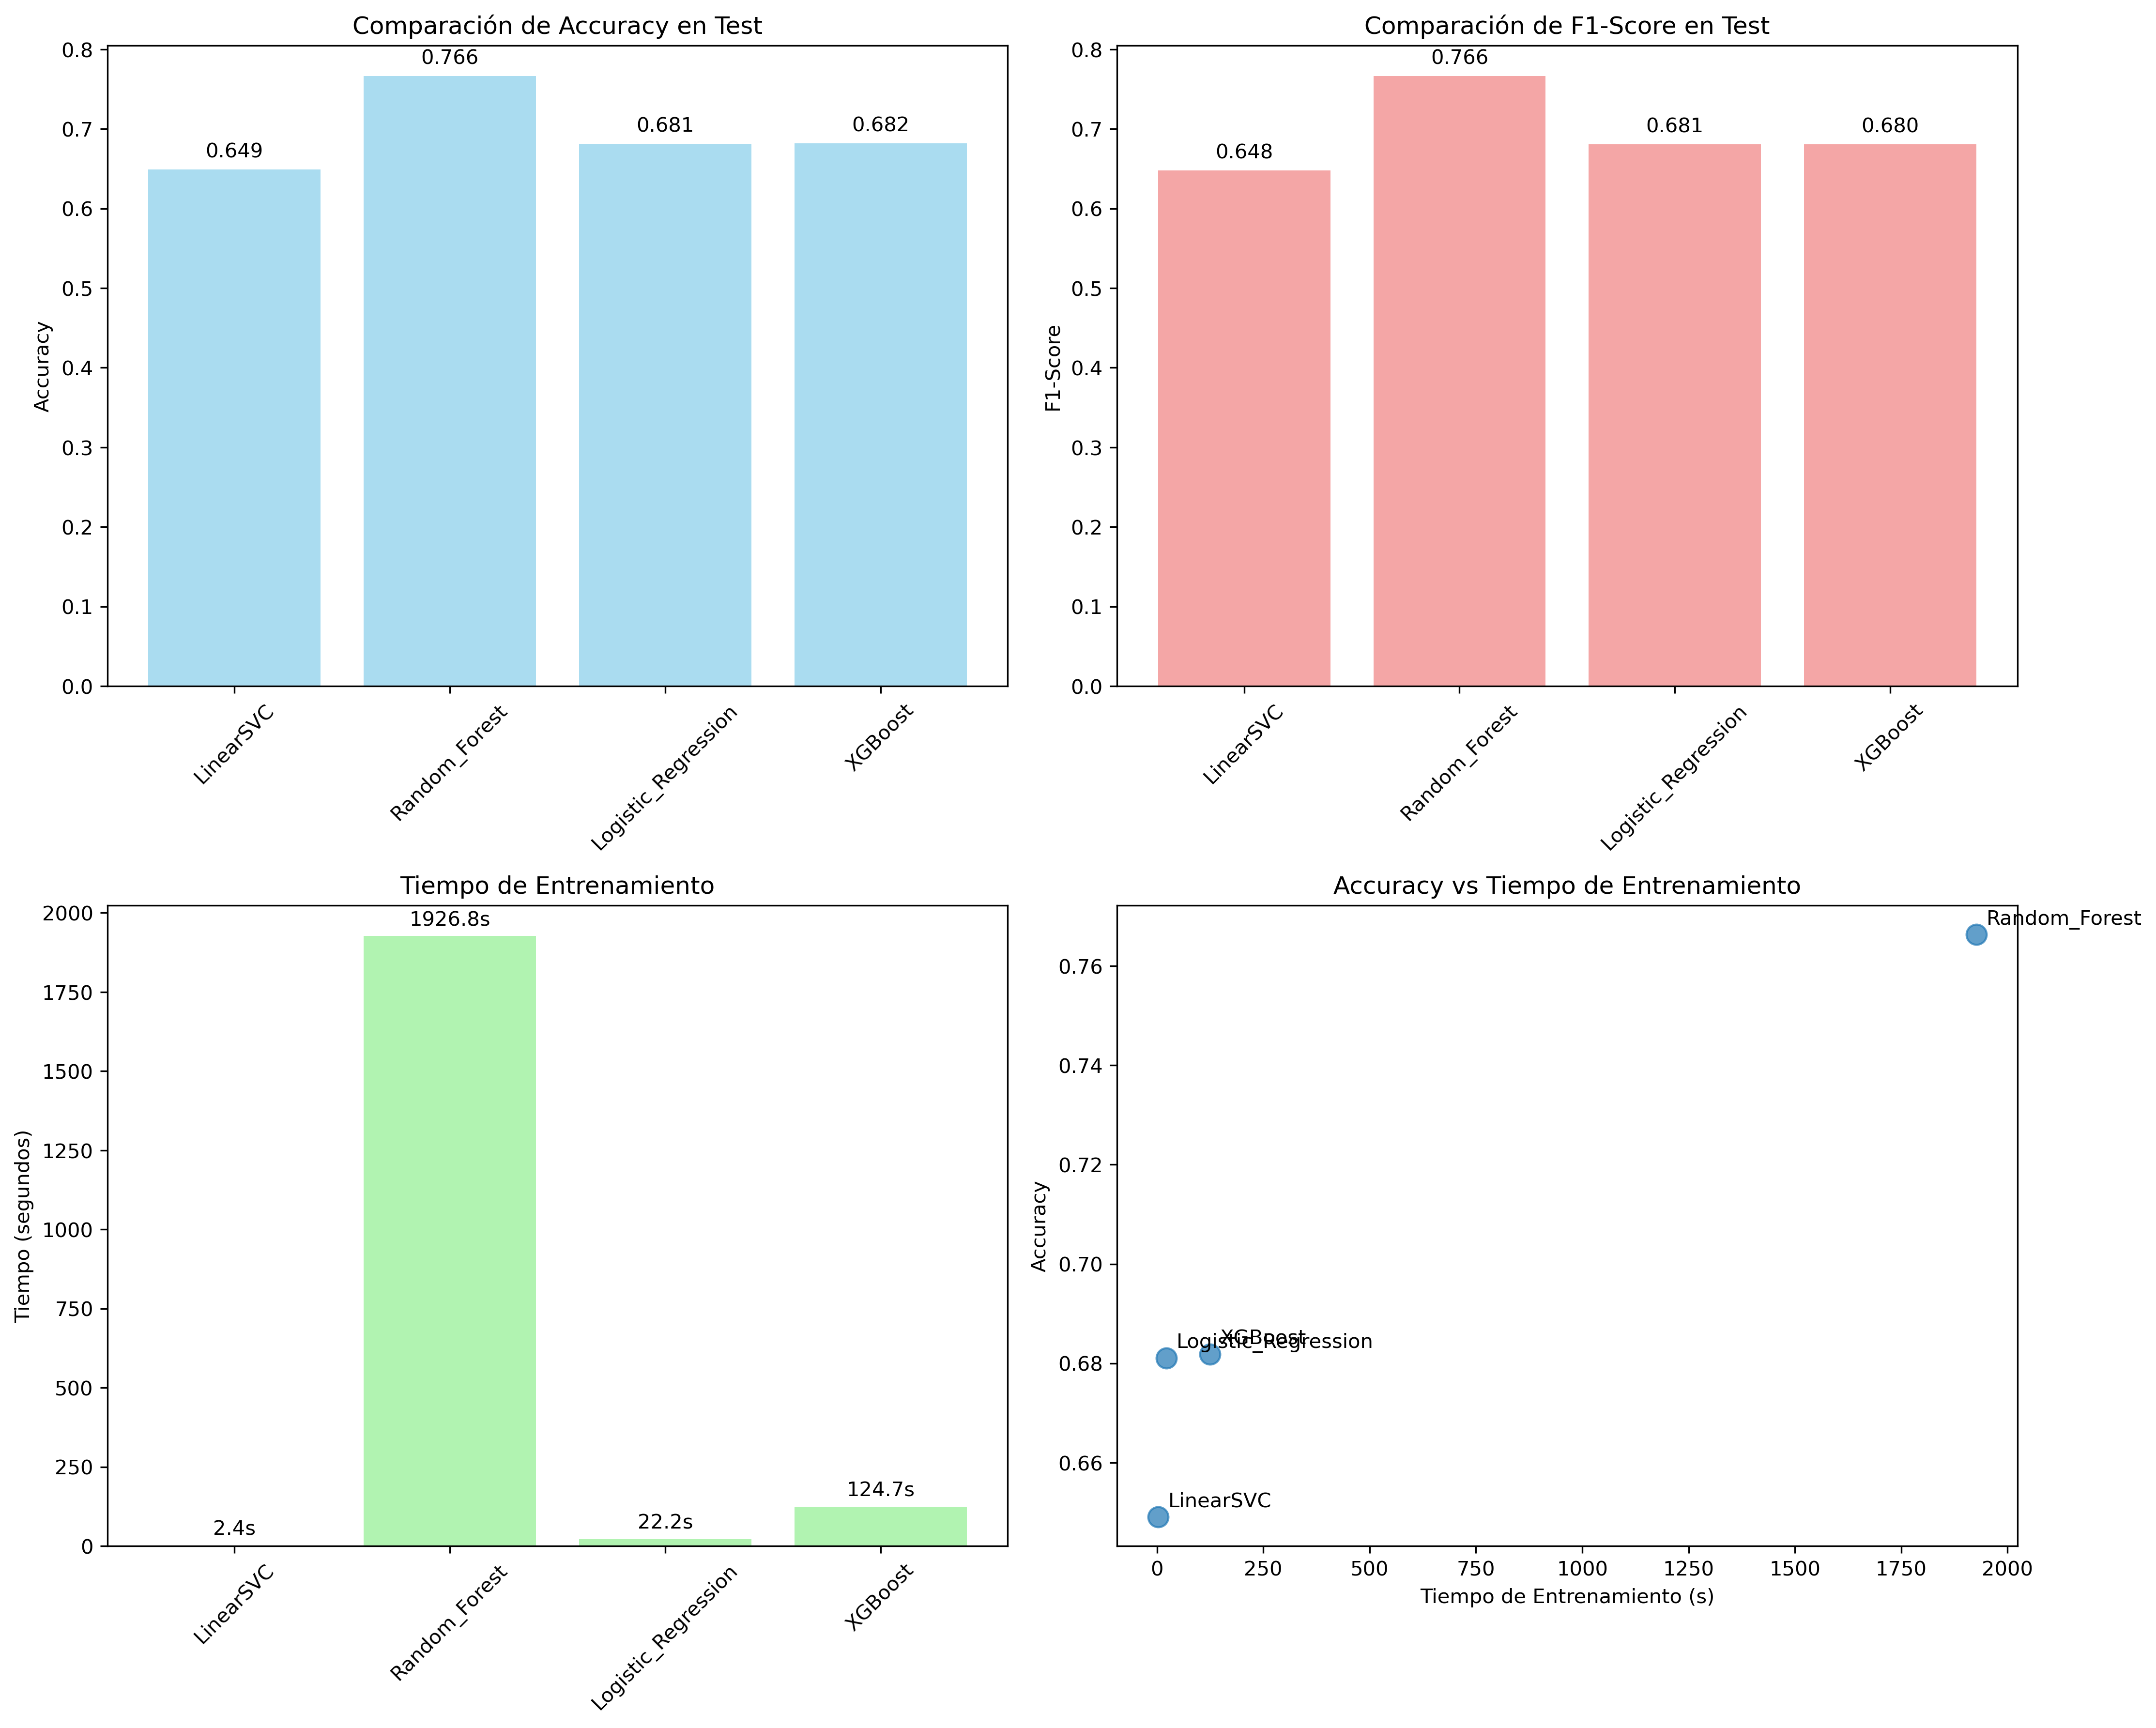 Comparación de Accuracy en Test
0.8
0.7
0.6
0.5
0.4
0.3
0.2
0.1
0.0
Accuracy
0.649
0.766
0.681
0.682
LinearSVC
Random_Forest
Logistic_Regression
XGBoost
Comparación de F1-Score en Test
0.8
0.7
0.6
0.5
0.4
0.3
0.2
0.1
0.0
F1-Score
0.648
0.766
0.681
0.680
LinearSVC
Random_Forest
Logistic_Regression
XGBoost
Tiempo de Entrenamiento
2000
1750
1500
1250
1000
750
500
250
0
Tiempo (segundos)
2.4s
1926.8s
22.2s
124.7s
LinearSVC
Random_Forest
Logistic_Regression
XGBoost
Accuracy vs Tiempo de Entrenamiento
0.76
0.74
0.72
0.70
0.68
0.66
Accuracy
Random_Forest
XGBoost
Logistic_Regression
LinearSVC
0 250 500 750 1000 1250 1500 1750 2000
Tiempo de Entrenamiento (s)